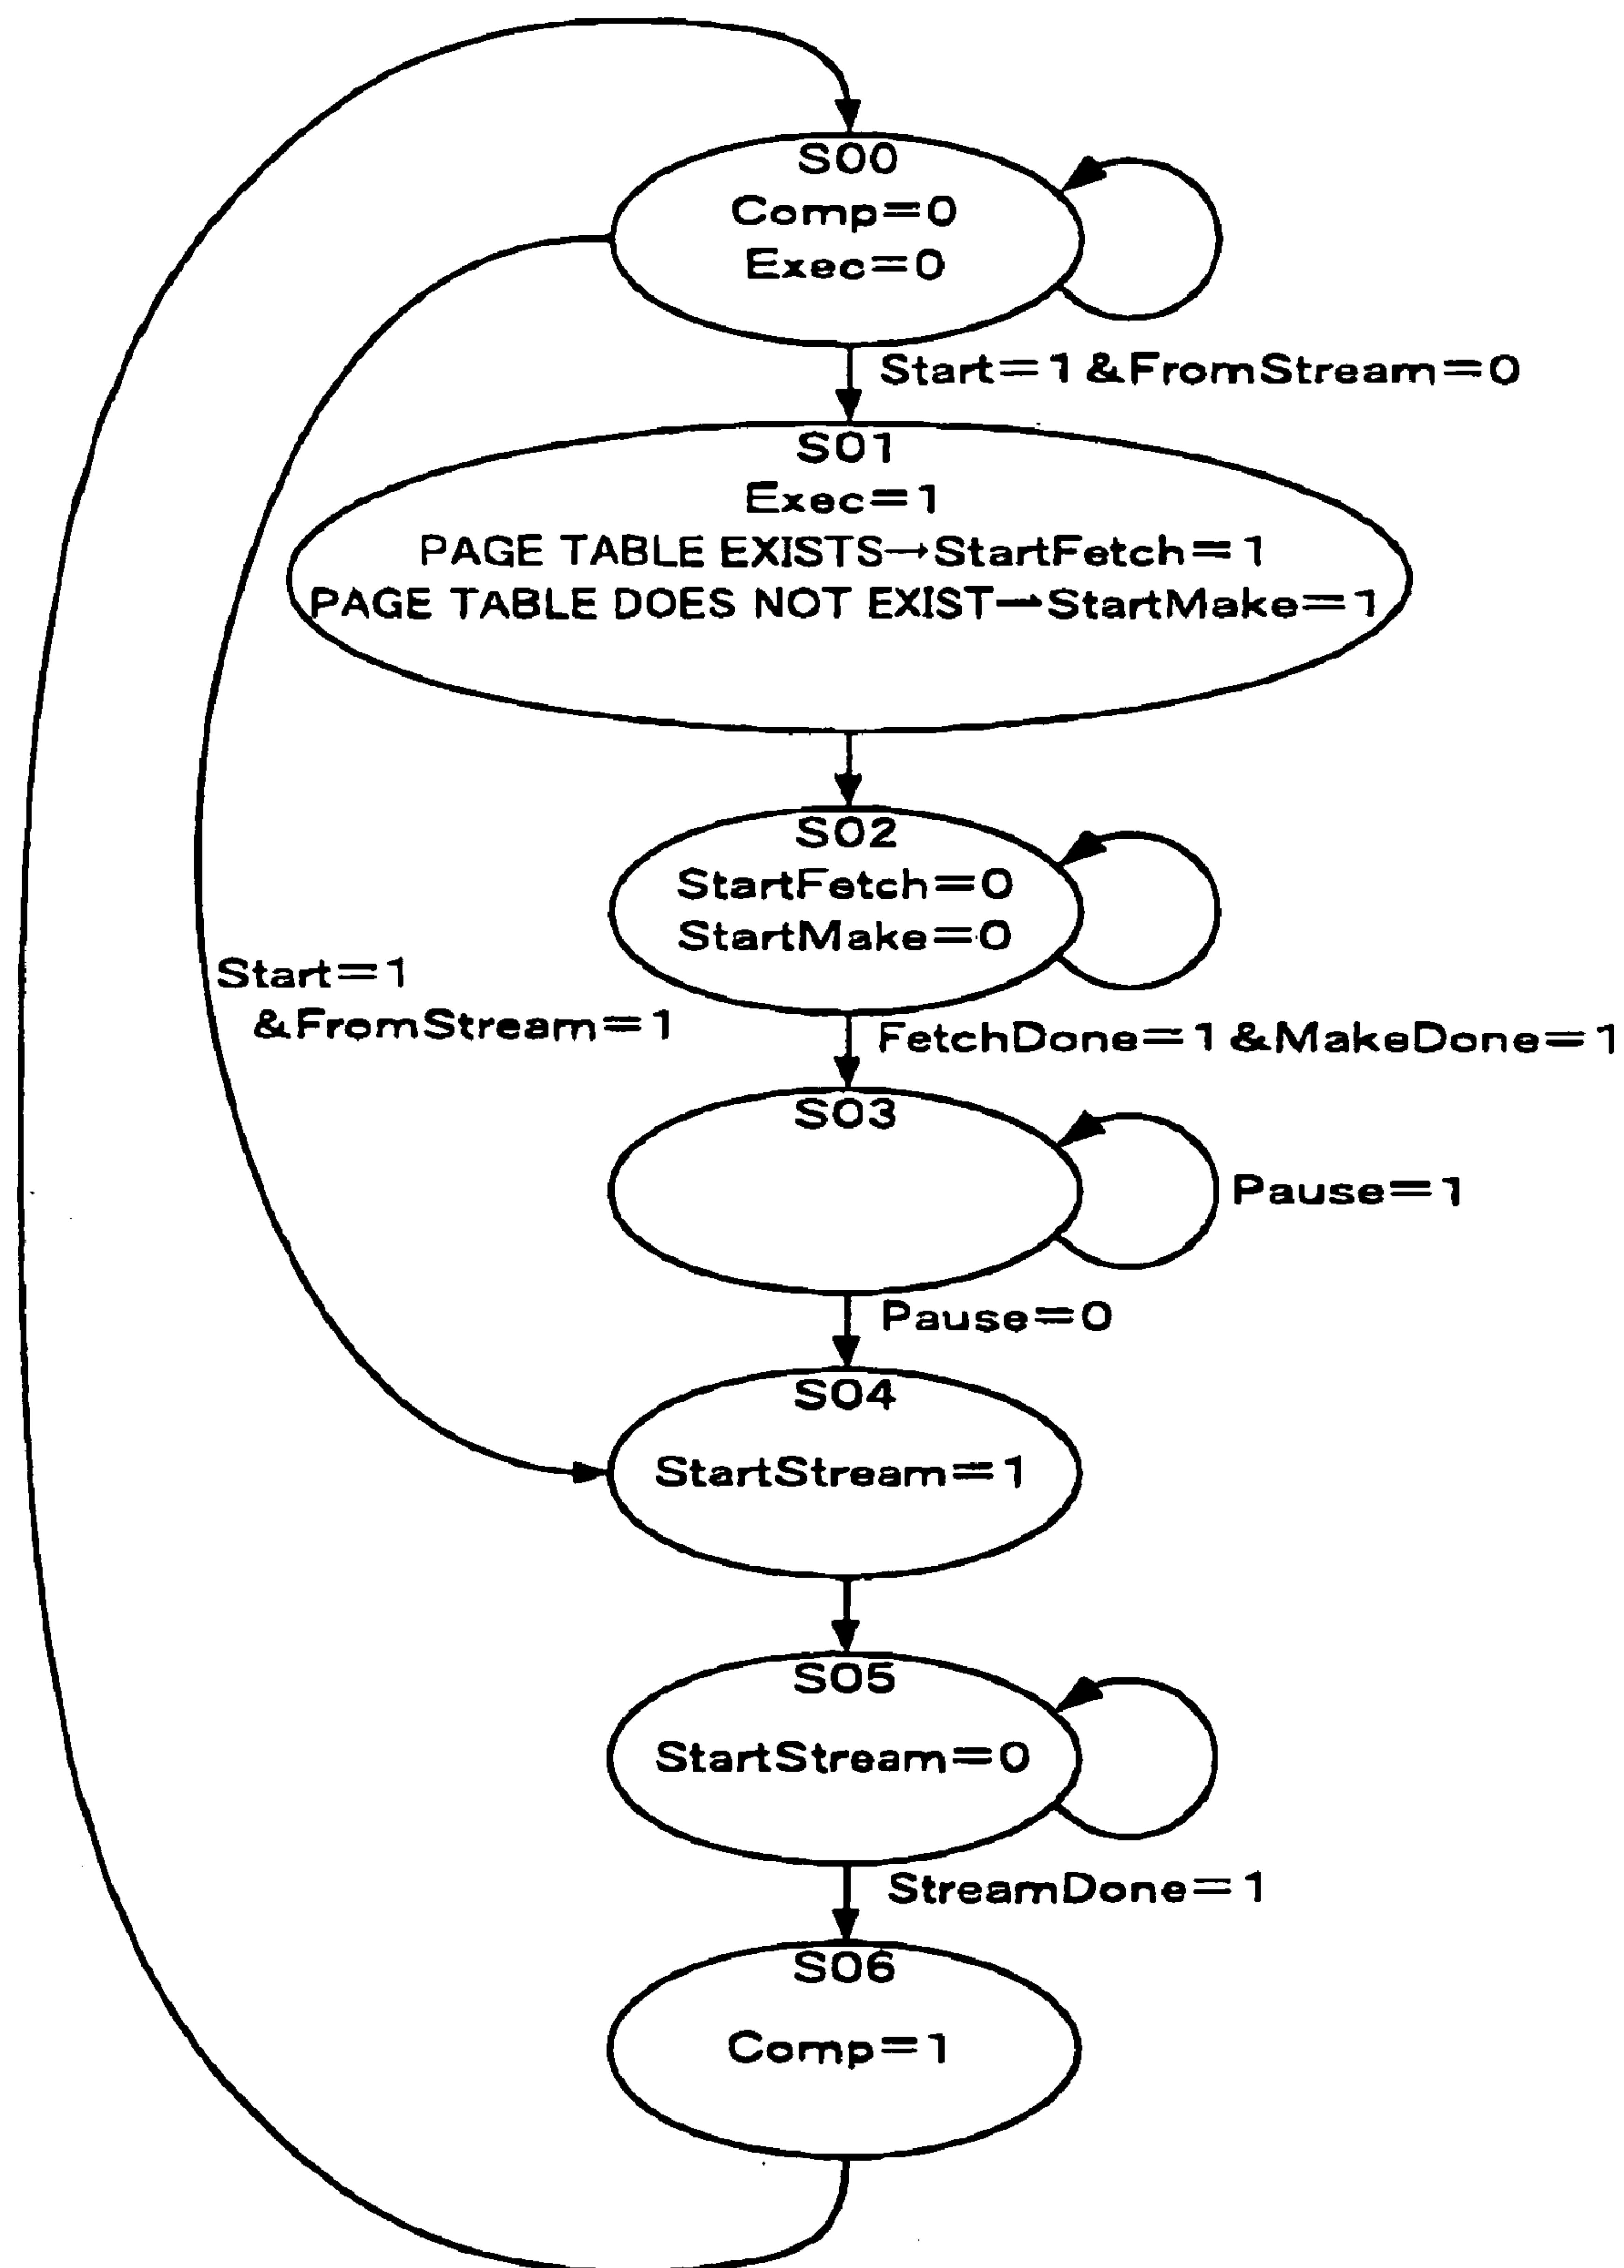 S00
Comp=0
Exec=0
Start=1&FromStream=0
S01
Exec=1
PAGE TABLE EXISTS→StartFetch=1
PAGE TABLE DOES NOT EXIST→StartMake=1
S02
StartFetch=0
StartMake=0
Start=1
&FromStream=1
FetchDone=1&MakeDone=1
S03
Pause=1
Pause=0
S04
StartStream=1
S05
StartStream=0
StreamDone=1
S06
Comp=1